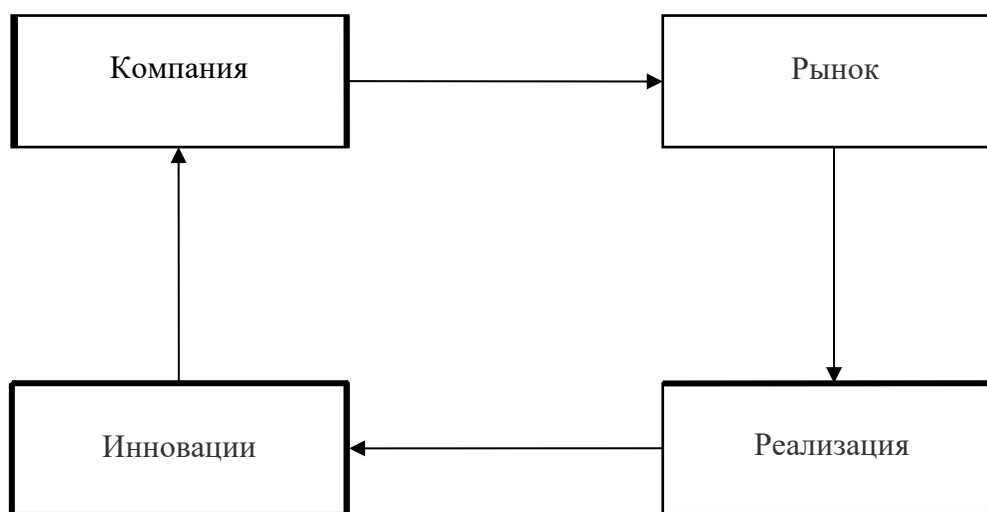 Компания
Рынок
Инновации
Реализация